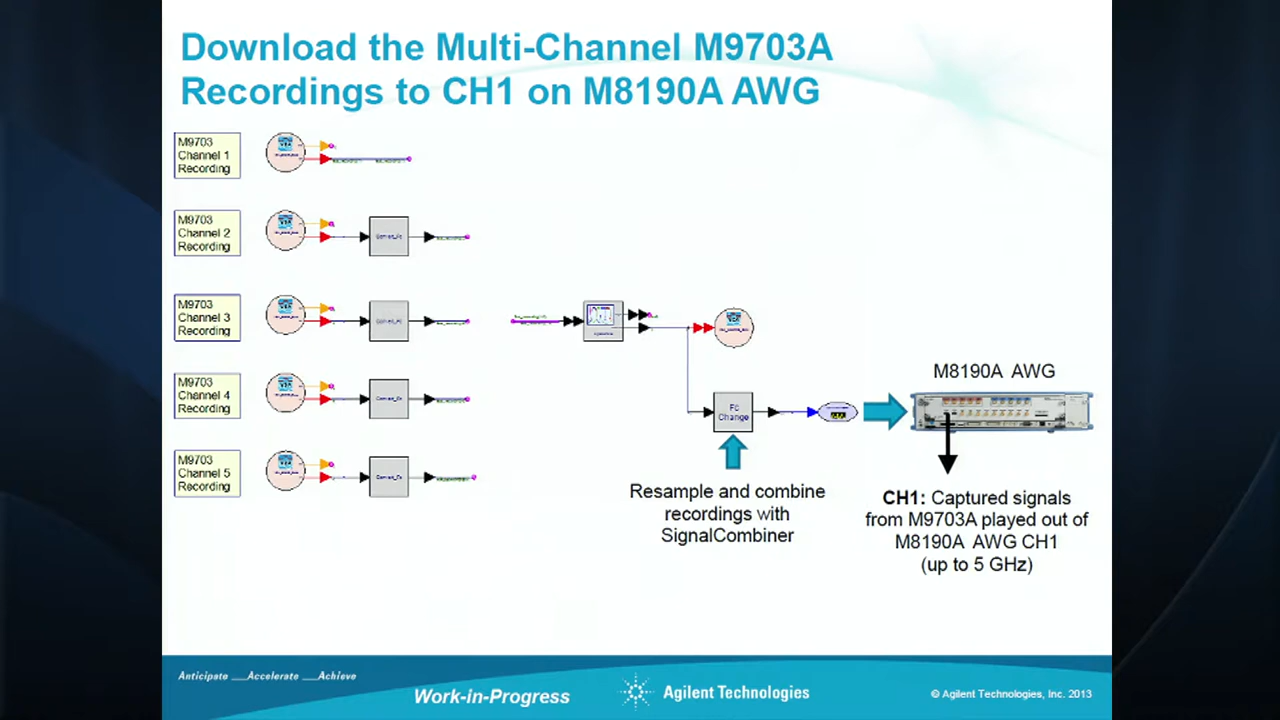 Download the Multi-Channel M9703A
Recordings to CH1 on M8190A AWG
M9703
Channel 1
Recording
M9703
Channel 2
Recording
M9703
Channel 3
Recording
M9703
Channel 4
Recording
M9703
Channel 5
Recording
Fc
Change
M8190A AWG
Resample and combine
recordings with
SignalCombiner
CH1: Captured signals
from M9703A played out of
M8190A AWG CH1
(up to 5 GHz)
Anticipate ___Accelerate ___Achieve
Work-in-Progress
Agilent Technologies
© Agilent Technologies, Inc. 2013